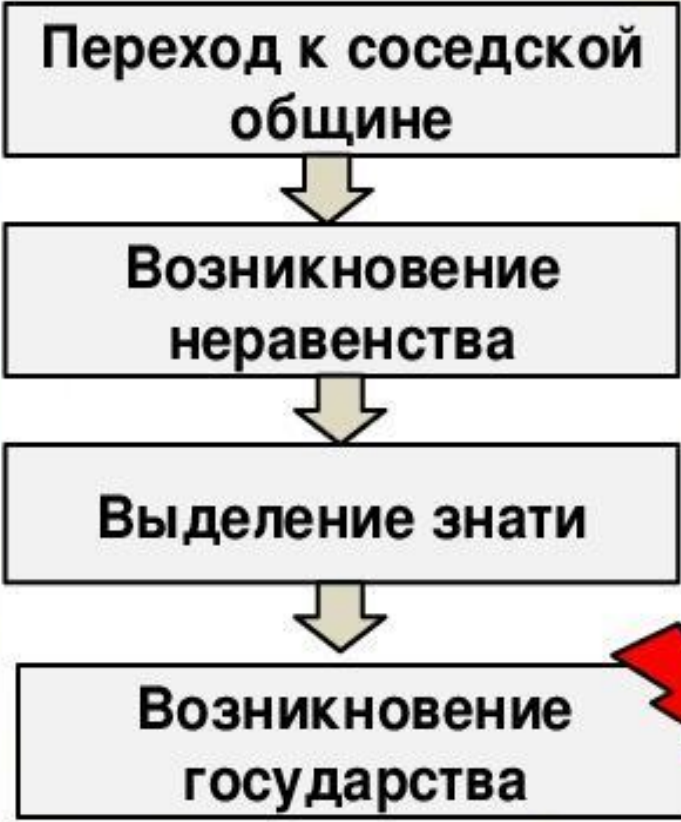 Переход к соседской
общине
Возникновение
неравенства
Выделение знати
Возникновение
государства